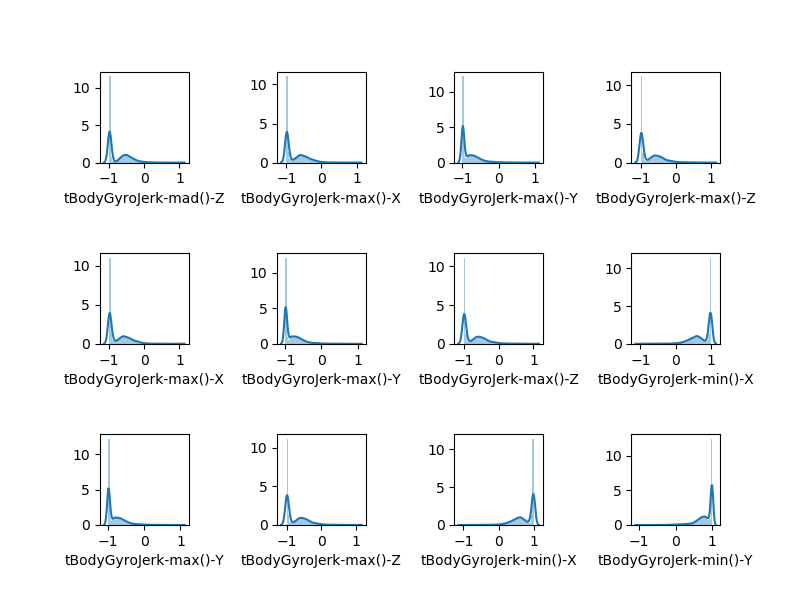 10
5
0
−1 0 1
tBodyGyroJerk-mad()-Z
10
5
0
−1 0 1
tBodyGyroJerk-max()-X
10
5
0
−1 0 1
tBodyGyroJerk-max()-Y
10
5
0
−1 0 1
tBodyGyroJerk-max()-Z
10
5
0
−1 0 1
tBodyGyroJerk-max()-X
10
5
0
−1 0 1
tBodyGyroJerk-max()-Y
10
5
0
−1 0 1
tBodyGyroJerk-max()-Z
10
5
0
−1 0 1
tBodyGyroJerk-min()-X
10
5
0
−1 0 1
tBodyGyroJerk-max()-Y
10
5
0
−1 0 1
tBodyGyroJerk-max()-Z
10
5
0
−1 0 1
tBodyGyroJerk-min()-X
10
5
0
−1 0 1
tBodyGyroJerk-min()-Y